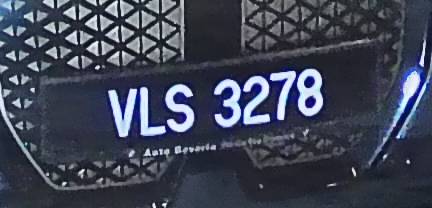 VLS 3278
Auto Bavaria